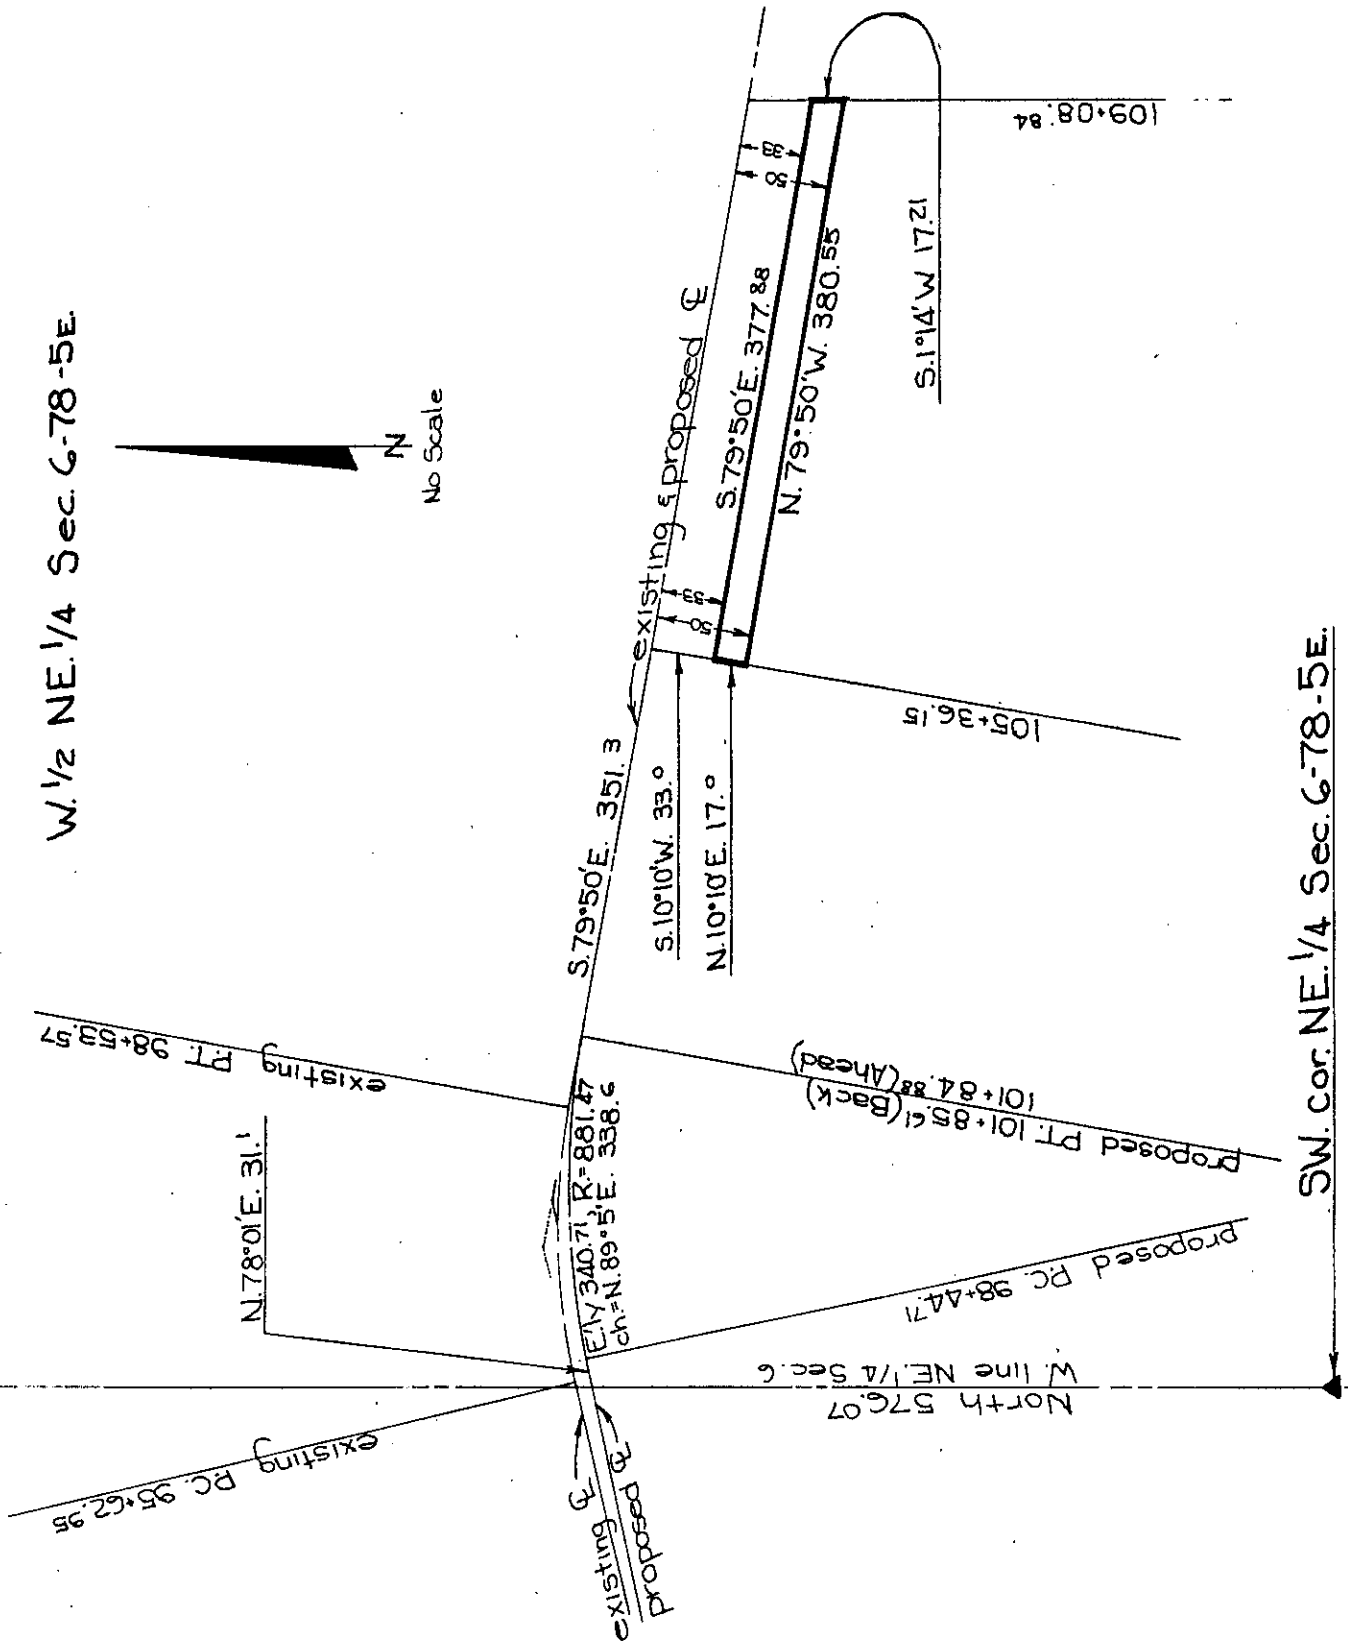 W. 1/2 NE. 1/4 Sec. 6-78-5E.
N
No Scale
109+08.84
33
50
S. 79°50'E. 377.88
N. 79°50'W. 380.55
S. 1°14'W 17.21
existing & proposed ℄
33
50
105+36.15
S. 79°50'E. 351.3
S. 10°10'W. 33.0
N. 10°10'E. 17.0
existing P.T. 98+53.57
101+84.88 (Ahead)
proposed P.T. 101+85.61 (Back)
N. 78°01'E. 31.1
E'ly 340.71, R.=881.47
ch.=N. 89°5'E. 338.6
proposed P.C. 98+44.71
W. line NE. 1/4 Sec. 6
North 576.07
existing P.C. 95+62.95
existing ℄
proposed ℄
SW. cor. NE. 1/4 Sec. 6-78-5E.